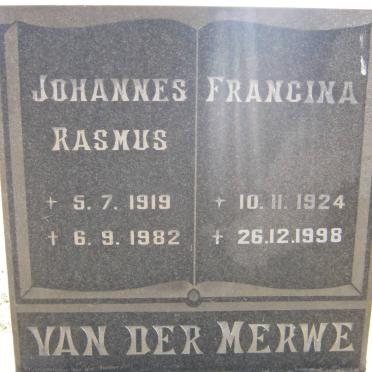 JOHANNES
RASMUS
+ 5. 7. 1919
+ 6. 9. 1982
FRANCINA
+ 10. 11. 1924
+ 26.12.1998
VAN DER MERWE